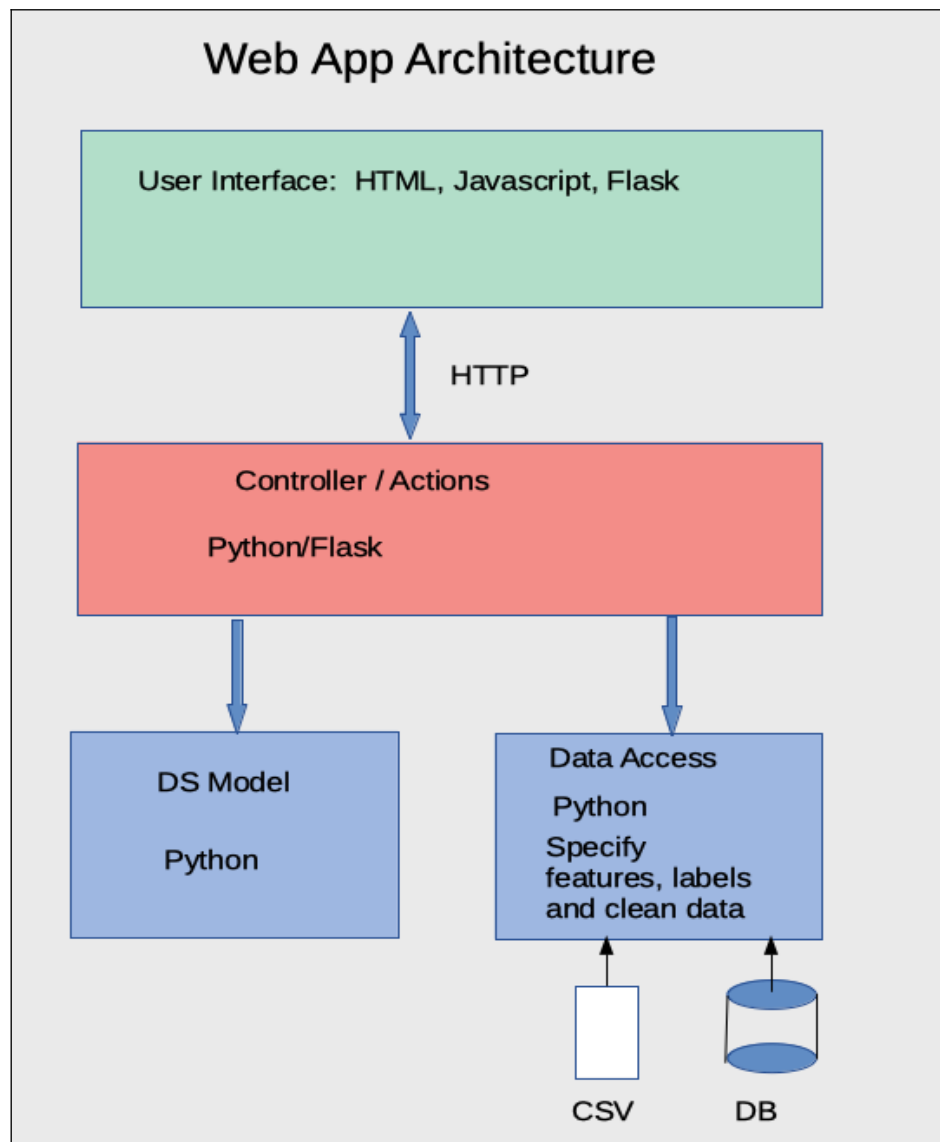 Web App Architecture
User Interface:  HTML, Javascript, Flask
HTTP
Controller / Actions
Python/Flask
DS Model
Python
Data Access
Python
Specify
features, labels
and clean data
CSV
DB